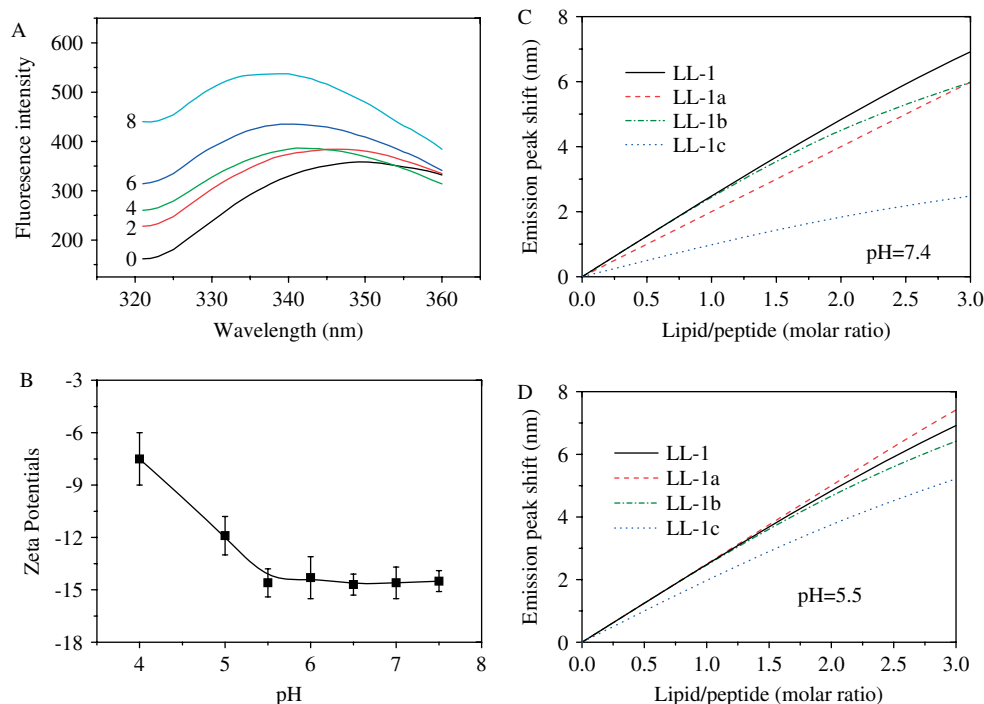 A
Fluoresence intensity
600
500
400
300
200
8
6
4
2
0
320 330 340 350 360
Wavelength (nm)
B
Zeta Potentials
-3
-6
-9
-12
-15
-18
4 5 6 7 8
pH
C
Emission peak shift (nm)
8
6
4
2
0
LL-1
LL-1a
LL-1b
LL-1c
pH=7.4
0.0 0.5 1.0 1.5 2.0 2.5 3.0
Lipid/peptide (molar ratio)
D
Emission peak shift (nm)
8
6
4
2
0
LL-1
LL-1a
LL-1b
LL-1c
pH=5.5
0.0 0.5 1.0 1.5 2.0 2.5 3.0
Lipid/peptide (molar ratio)